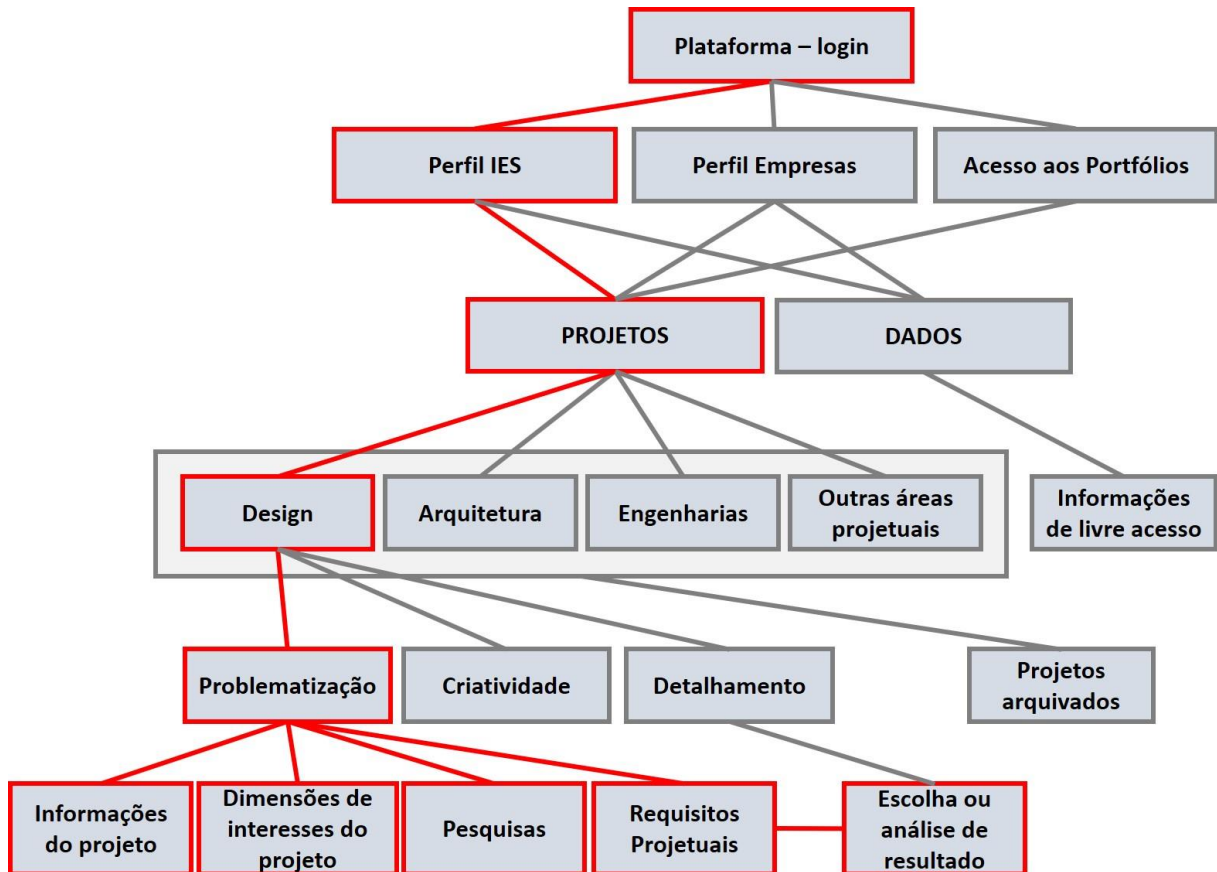 Plataforma – login
Perfil IES
Perfil Empresas
Acesso aos Portfólios
PROJETOS
DADOS
Design
Arquitetura
Engenharias
Outras áreas
projetuais
Informações
de livre acesso
Problematização
Criatividade
Detalhamento
Projetos
arquivados
Informações
do projeto
Dimensões de
interesses do
projeto
Pesquisas
Requisitos
Projetuais
Escolha ou
análise de
resultado